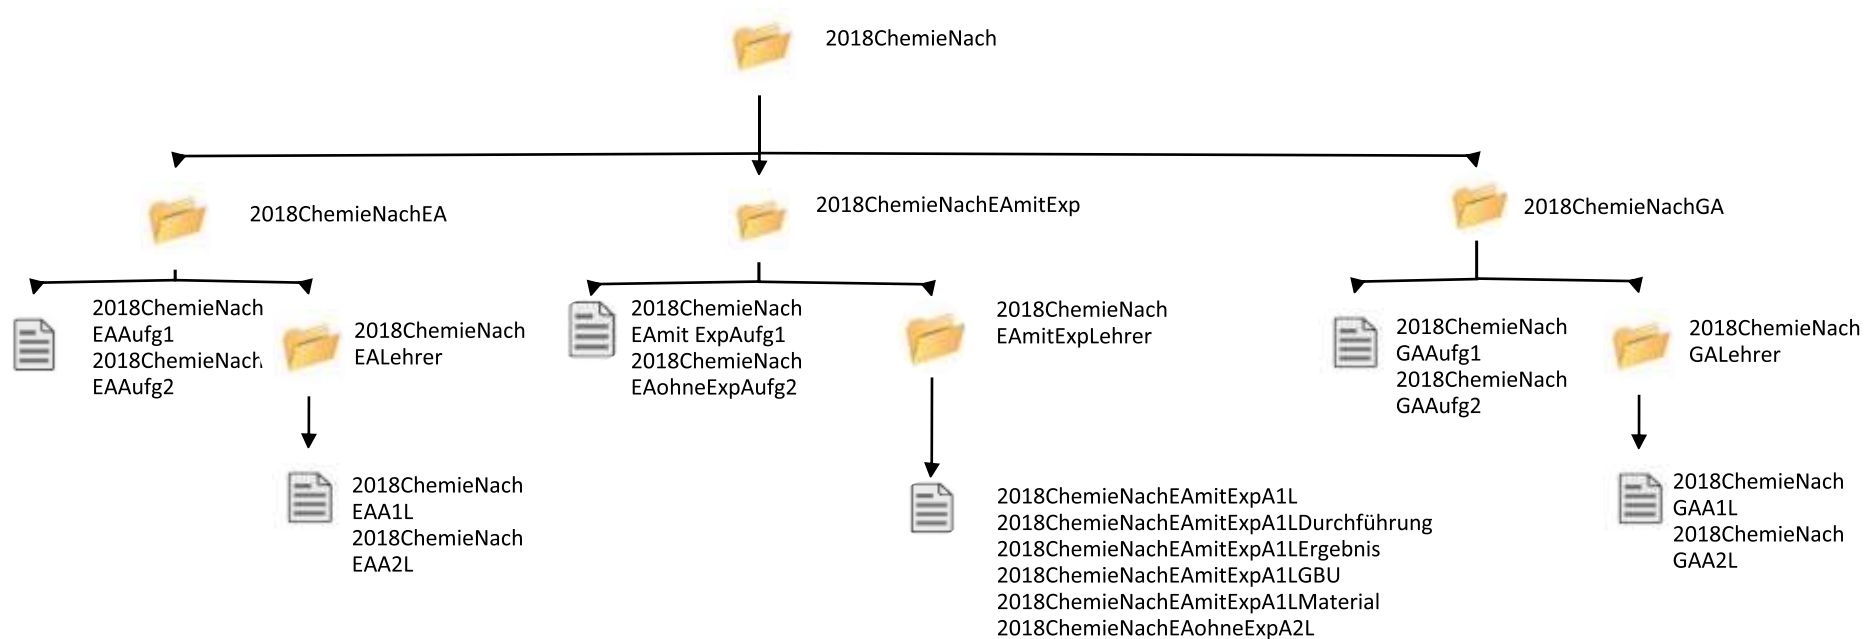 2018ChemieNach
2018ChemieNachEA
2018ChemieNachEAmitExp
2018ChemieNachGA
2018ChemieNach
EAAufg1
2018ChemieNach
EAAufg2
2018ChemieNach
EALehrer
2018ChemieNach
EAmit ExpAufg1
2018ChemieNach
EAohneExpAufg2
2018ChemieNach
EAmitExpLehrer
2018ChemieNach
GAAufg1
2018ChemieNach
GAAufg2
2018ChemieNach
GALehrer
2018ChemieNach
EAA1L
2018ChemieNach
EAA2L
2018ChemieNachEAmitExpA1L
2018ChemieNachEAmitExpA1LDurchführung
2018ChemieNachEAmitExpA1LErgebnis
2018ChemieNachEAmitExpA1LGBU
2018ChemieNachEAmitExpA1LMaterial
2018ChemieNachEAohneExpA2L
2018ChemieNach
GAA1L
2018ChemieNach
GAA2L